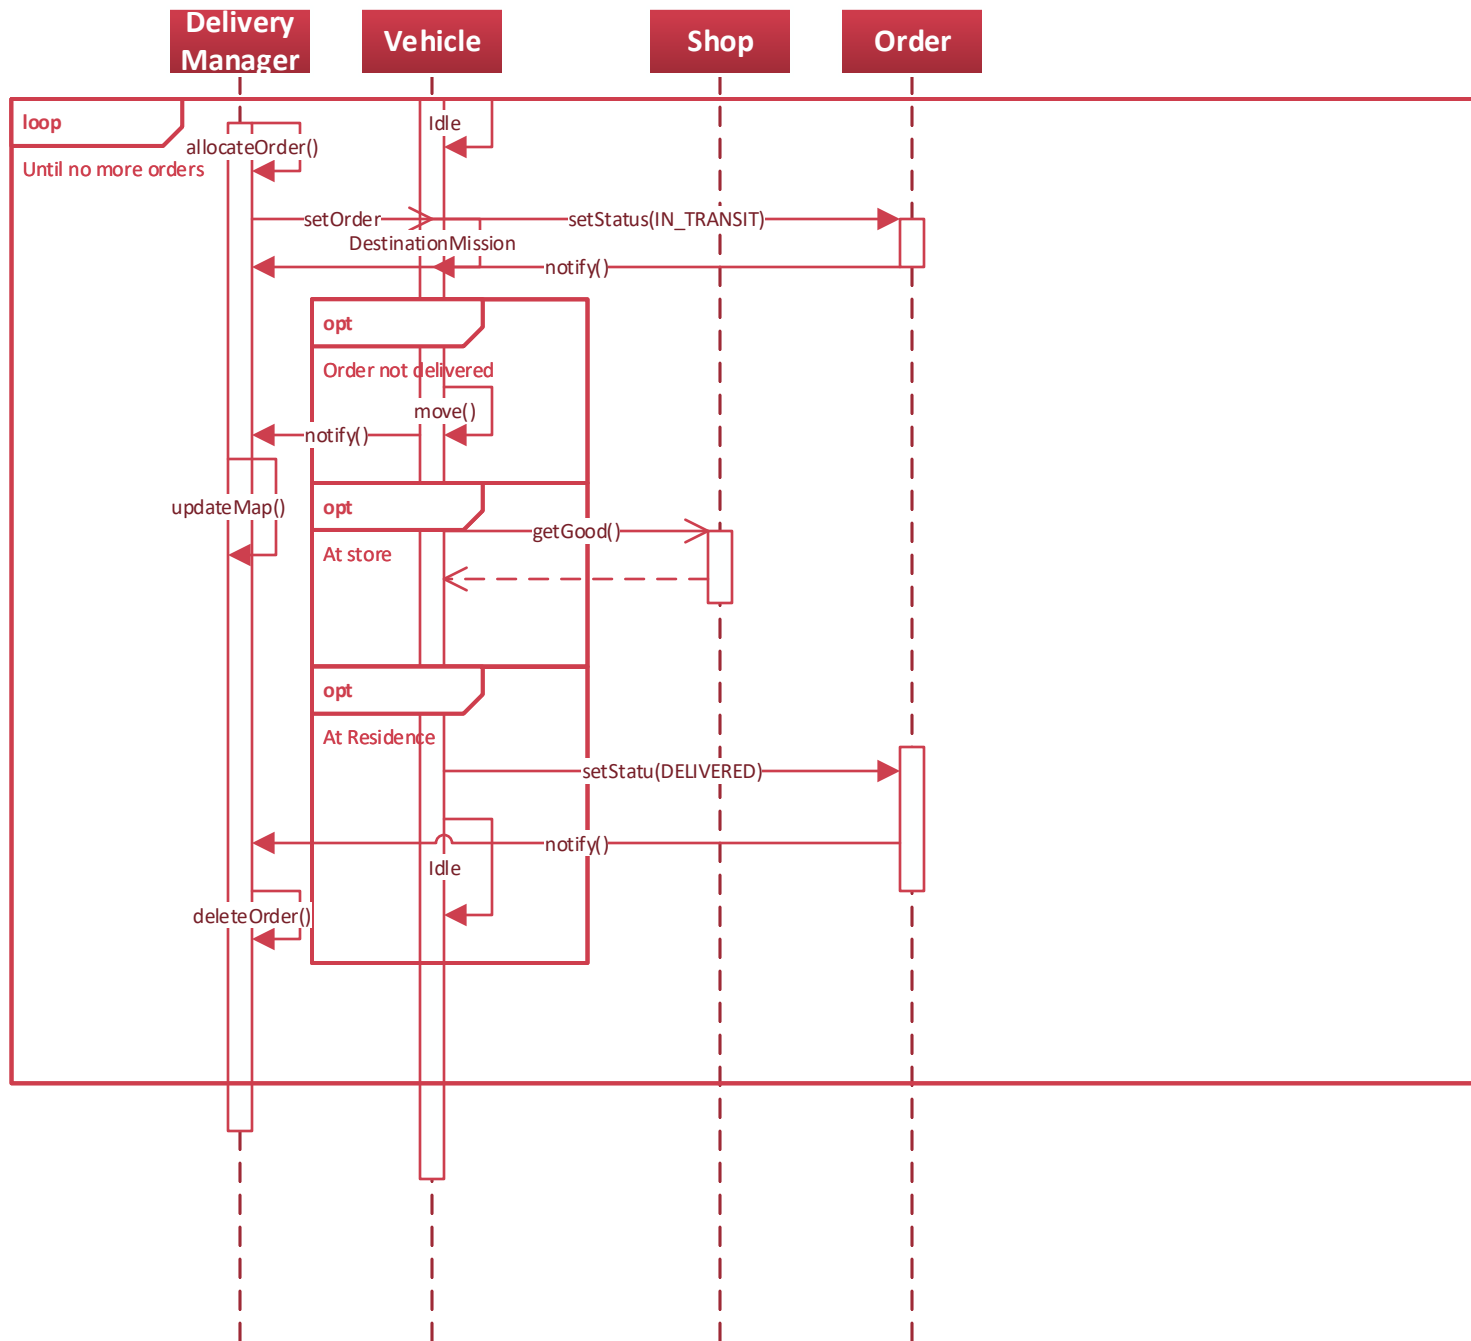 Delivery
Manager
Vehicle
Shop
Order
loop
Idle
allocateOrder()
Until no more orders
setOrder
setStatus(IN_TRANSIT)
DestinationMission
notify()
opt
Order not delivered
move()
notify()
opt
updateMap()
getGood()
At store
opt
At Residence
setStatu(DELIVERED)
notify()
Idle
deleteOrder()